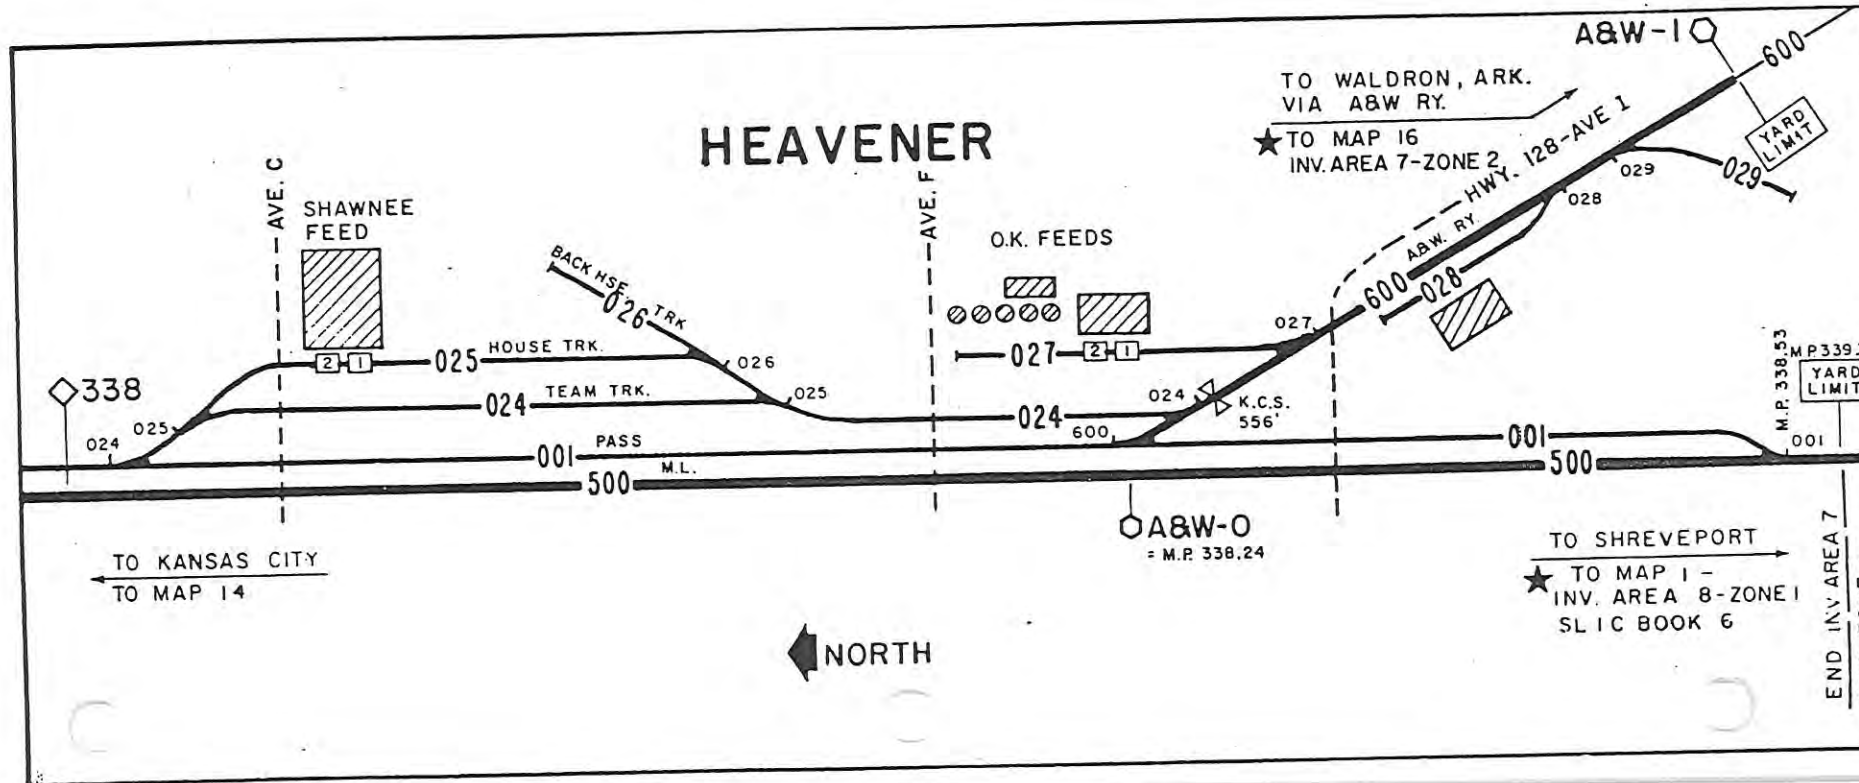 A&W-1
600
TO WALDRON, ARK.
VIA A&W RY.
★ TO MAP 16
INV. AREA 7-ZONE 2
YARD
LIMIT
HEAVENER
HWY. 128-AVE 1
029
029
028
AVE. C
SHAWNEE
FEED
AVE. F
O.K. FEEDS
A&W. RY.
BACK HSE. TRK
026
600
028
027
2 1
025
HOUSE TRK.
026
027
2 1
M.P. 338.53
M.P. 339.
YARD
LIMIT
338
024
TEAM TRK.
025
024
024
K.C.S.
556'
024
025
001
PASS
600
001
001
500
M.L.
500
A&W-0
= M.P. 338.24
TO KANSAS CITY
TO MAP 14
TO SHREVEPORT
★ TO MAP 1 -
INV. AREA 8-ZONE 1
SLIC BOOK 6
END INV AREA 7
NORTH